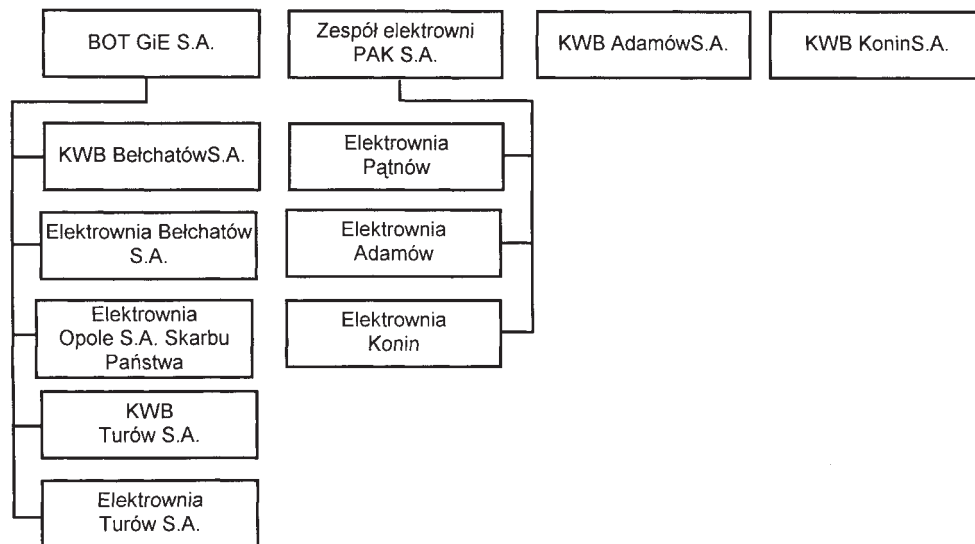 BOT GiE S.A.
Zespół elektrowni
PAK S.A.
KWB AdamówS.A.
KWB KoninS.A.
KWB BełchatówS.A.
Elektrownia Bełchatów
S.A.
Elektrownia
Opole S.A. Skarbu
Państwa
KWB
Turów S.A.
Elektrownia
Turów S.A.
Elektrownia
Pątnów
Elektrownia
Adamów
Elektrownia
Konin